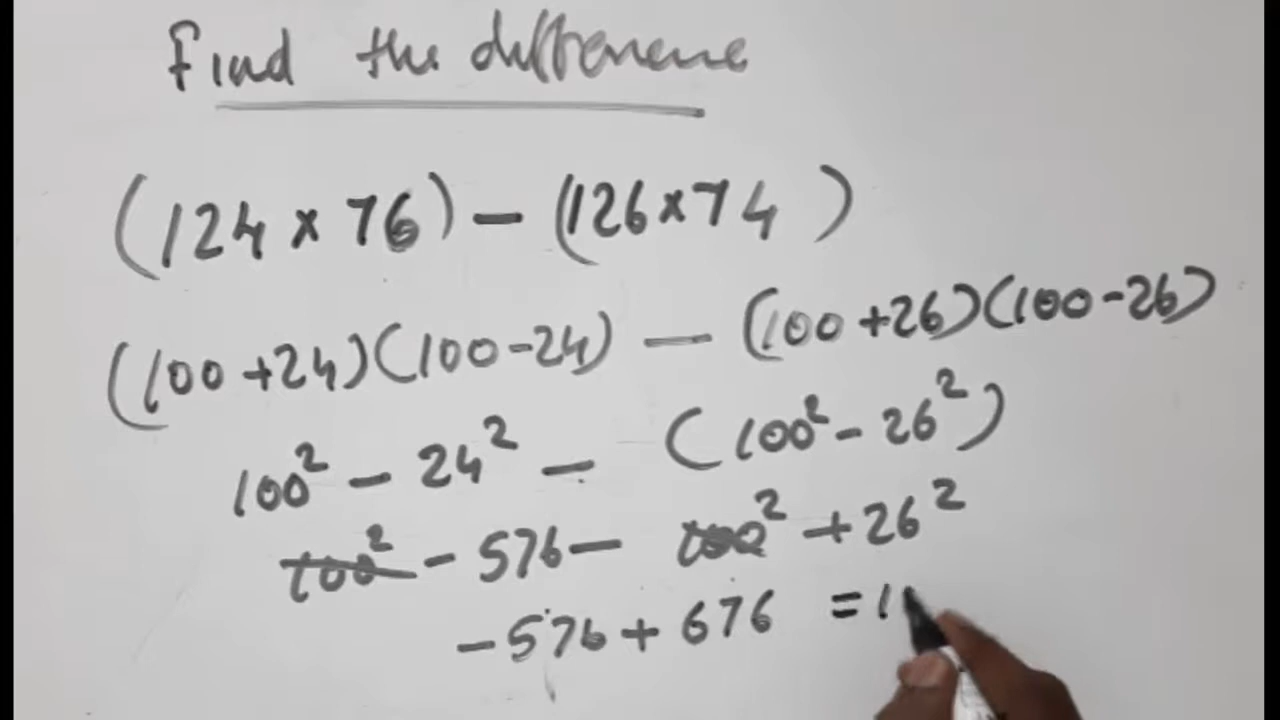 Find the difference
(124 × 76) - (126 × 74)
(100 + 24)(100 - 24) - (100 + 26)(100 - 26)
100² - 24² - (100² - 26²)
100² - 576 - 100² + 26²
- 576 + 676 = 1